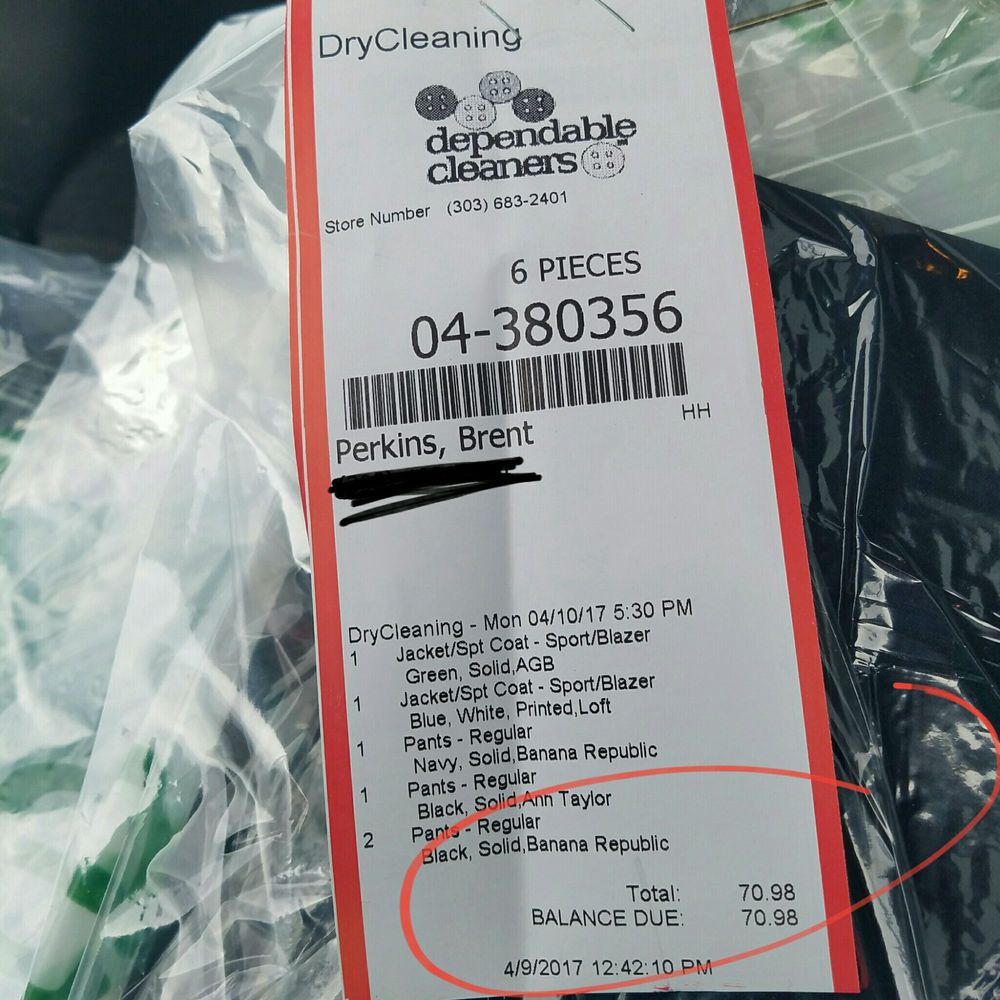 DryCleaning
dependable
cleaners
Store Number (303) 683-2401
6 PIECES
04-380356
HH
Perkins, Brent
DryCleaning - Mon 04/10/17 5:30 PM
1 Jacket/Spt Coat - Sport/Blazer
Green, Solid,AGB
1 Jacket/Spt Coat - Sport/Blazer
Blue, White, Printed,Loft
1 Pants - Regular
Navy, Solid,Banana Republic
1 Pants - Regular
Black, Solid,Ann Taylor
2 Pants - Regular
Black, Solid,Banana Republic
Total: 70.98
BALANCE DUE: 70.98
4/9/2017 12:42:10 PM